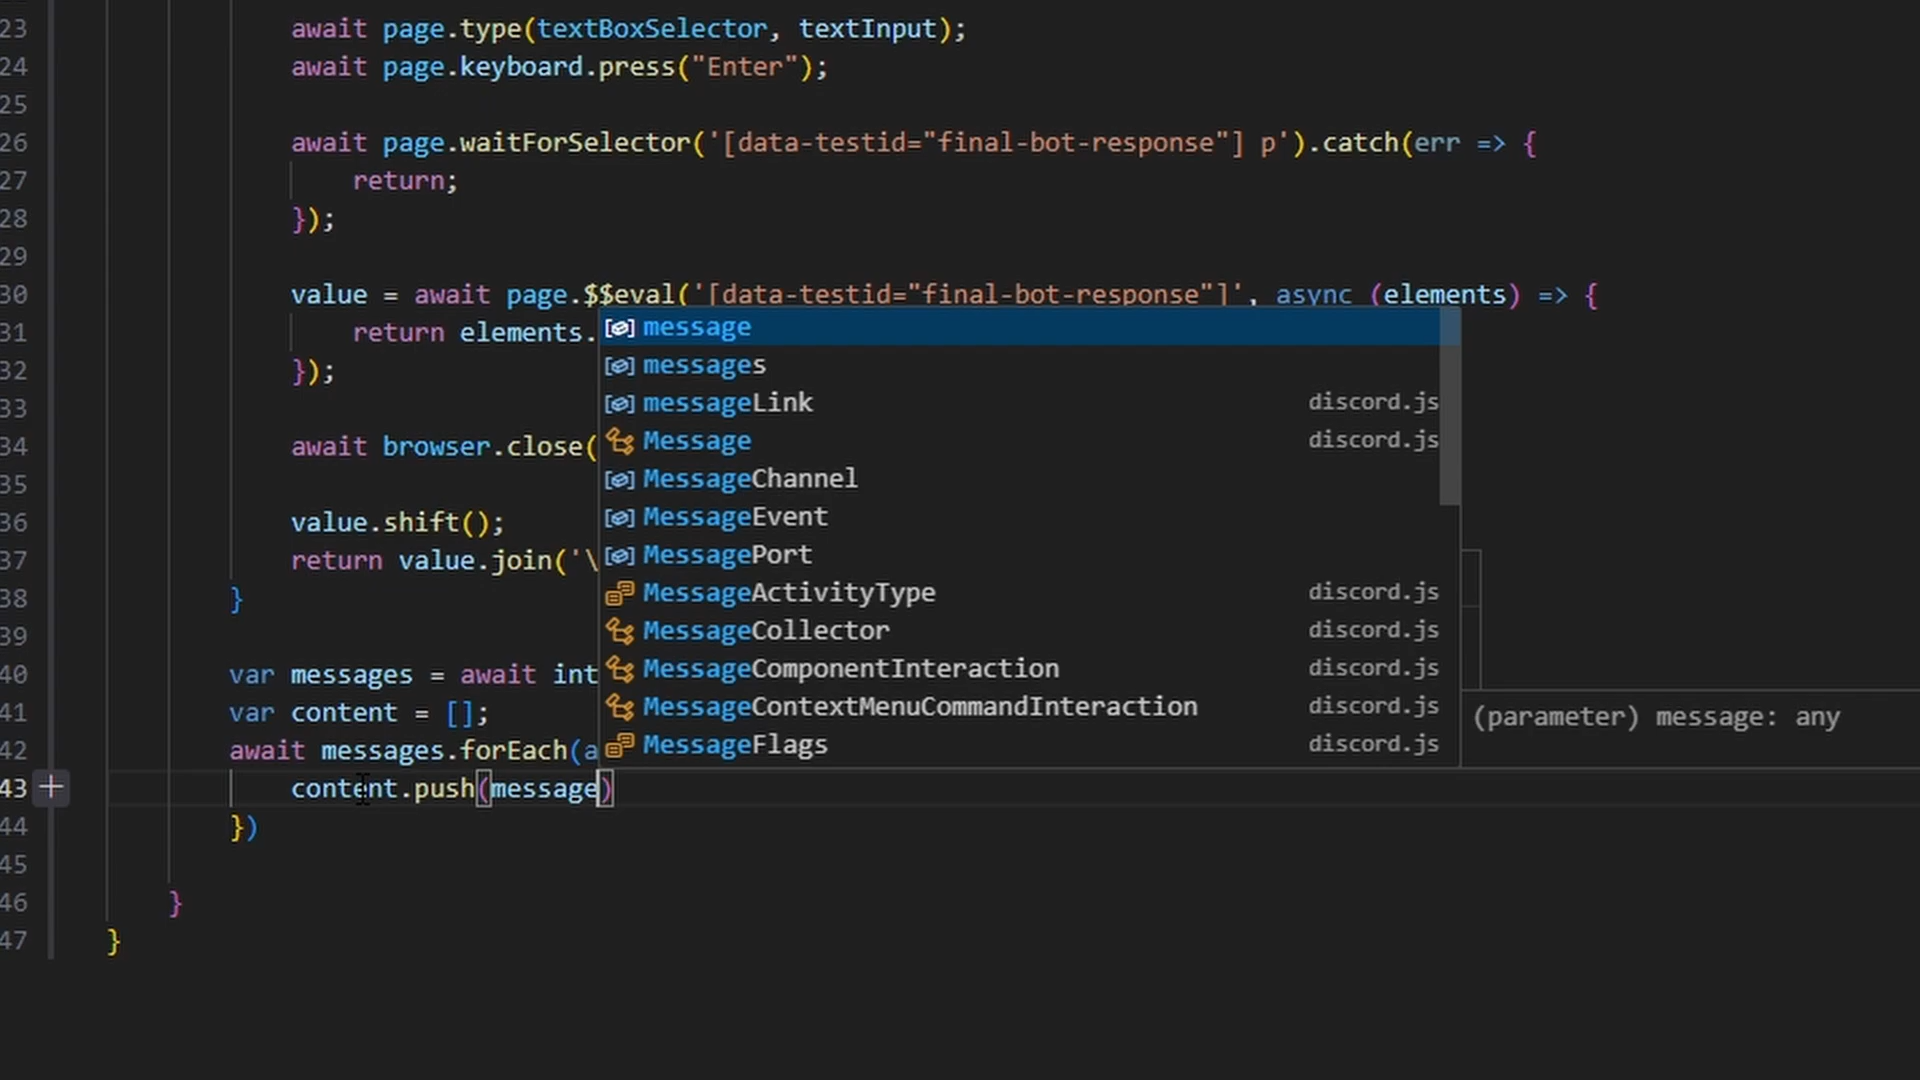 23 await page.type(textBoxSelector, textInput);
24 await page.keyboard.press("Enter");
25
26 await page.waitForSelector('[data-testid="final-bot-response"] p').catch(err => {
27 return;
28 });
29
30 value = await page.$$eval('[data-testid="final-bot-response"]', async (elements) => {
31 return elements.
32 });
33
34 await browser.close(
35
36 value.shift();
37 return value.join('\
38 }
39
40 var messages = await int
41 var content = [];
42 await messages.forEach(a
43 content.push(message)
44 })
45
46 }
47 }
message
messages
messageLink discord.js
Message discord.js
MessageChannel
MessageEvent
MessagePort
MessageActivityType discord.js
MessageCollector discord.js
MessageComponentInteraction discord.js
MessageContextMenuCommandInteraction discord.js
MessageFlags discord.js
(parameter) message: any